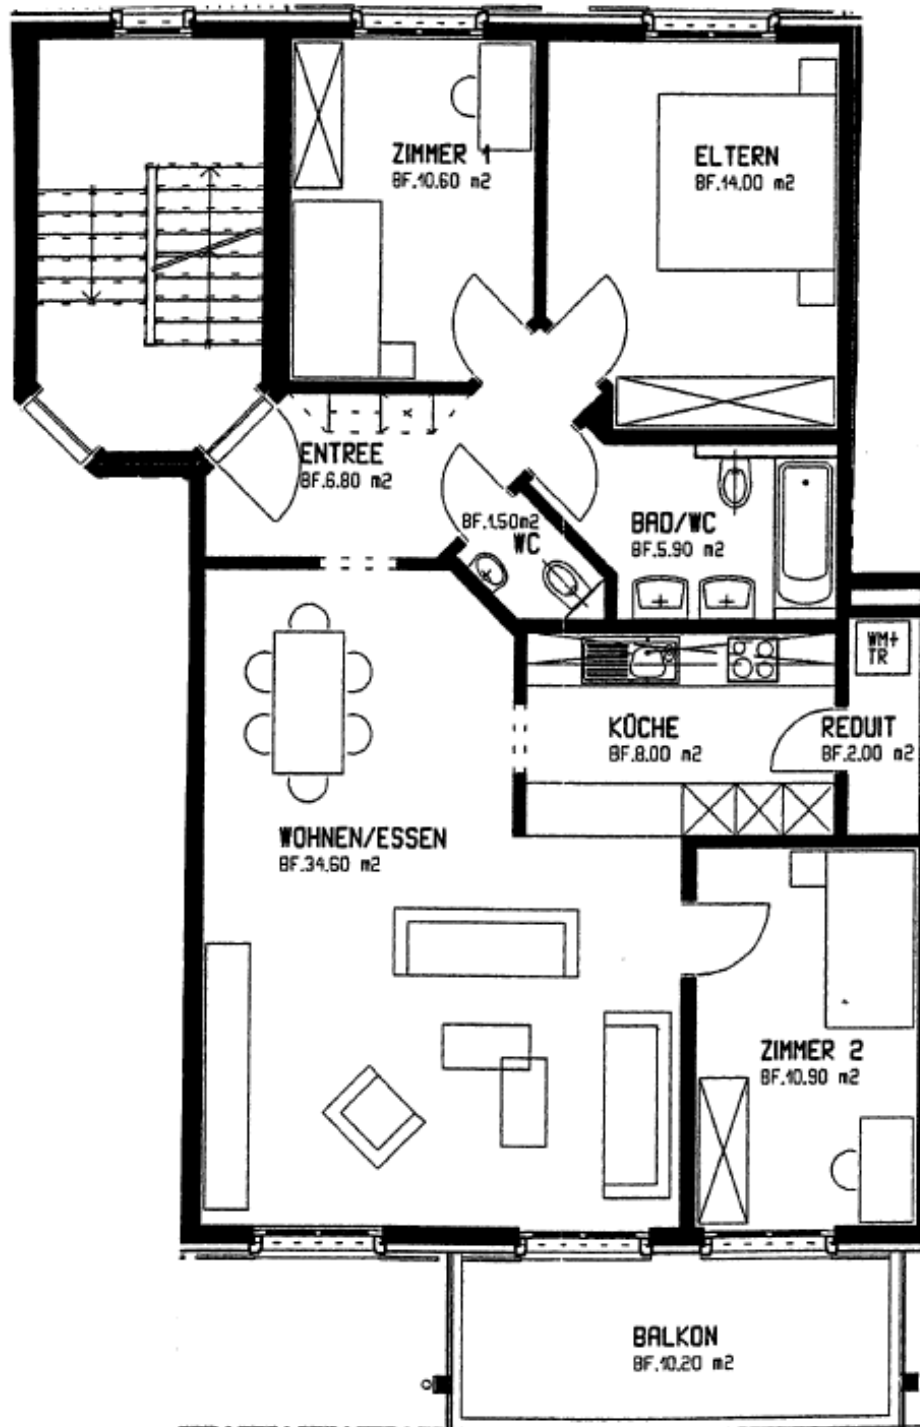 ZIMMER 1
BF.10.60 m2
ELTERN
BF.14.00 m2
ENTREE
BF.6.80 m2
BF.1.50m2
WC
BAD/WC
BF.5.90 m2
WM+
TR
KÜCHE
BF.8.00 m2
REDUIT
BF.2.00 m2
WOHNEN/ESSEN
BF.34.60 m2
ZIMMER 2
BF.10.90 m2
BALKON
BF.10.20 m2